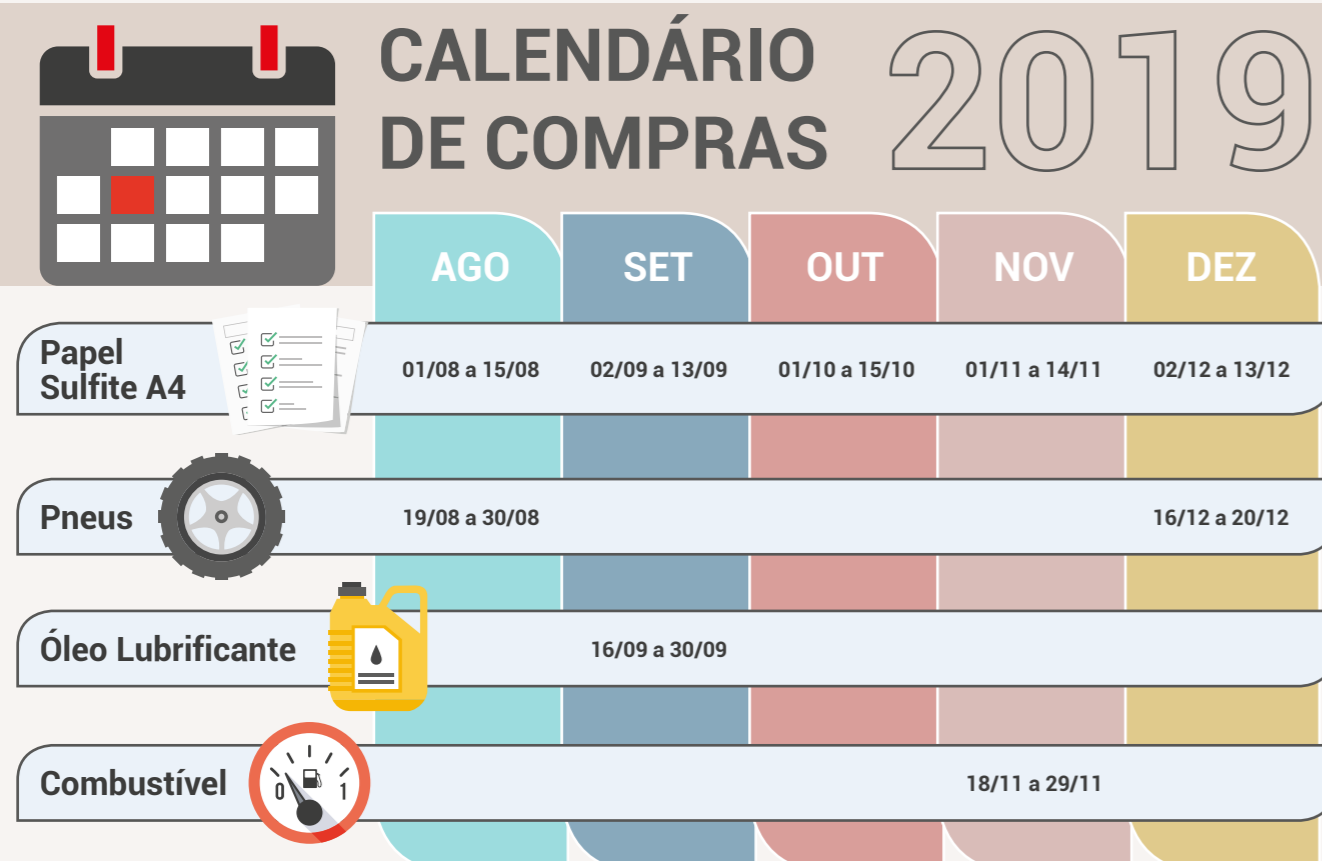 CALENDÁRIO
DE COMPRAS
2019
AGO SET OUT NOV DEZ
Papel
Sulfite A4
01/08 a 15/08 02/09 a 13/09 01/10 a 15/10 01/11 a 14/11 02/12 a 13/12
Pneus 19/08 a 30/08 16/12 a 20/12
Óleo Lubrificante 16/09 a 30/09
Combustível 0 1 18/11 a 29/11